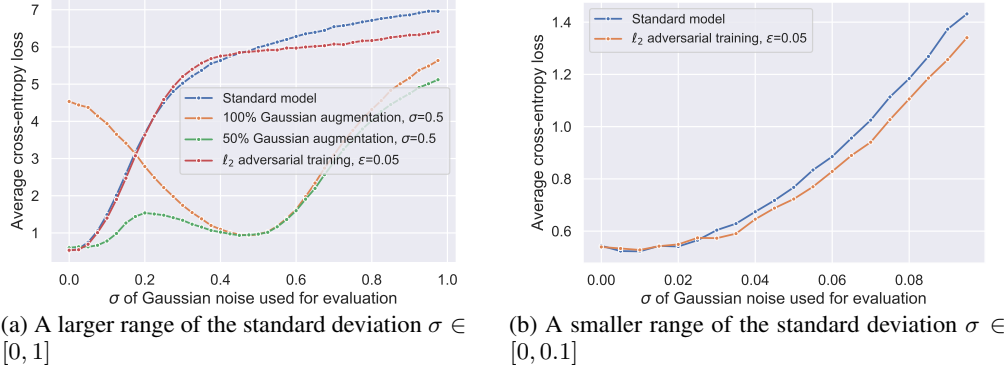 7
6
5
4
3
2
1
0.0 0.2 0.4 0.6 0.8 1.0
Average cross-entropy loss
σ of Gaussian noise used for evaluation
Standard model
100% Gaussian augmentation, σ=0.5
50% Gaussian augmentation, σ=0.5
ℓ₂ adversarial training, ε=0.05
(a) A larger range of the standard deviation σ ∈
[0, 1]
1.4
1.2
1.0
0.8
0.6
0.00 0.02 0.04 0.06 0.08
Average cross-entropy loss
σ of Gaussian noise used for evaluation
Standard model
ℓ₂ adversarial training, ε=0.05
(b) A smaller range of the standard deviation σ ∈
[0, 0.1]